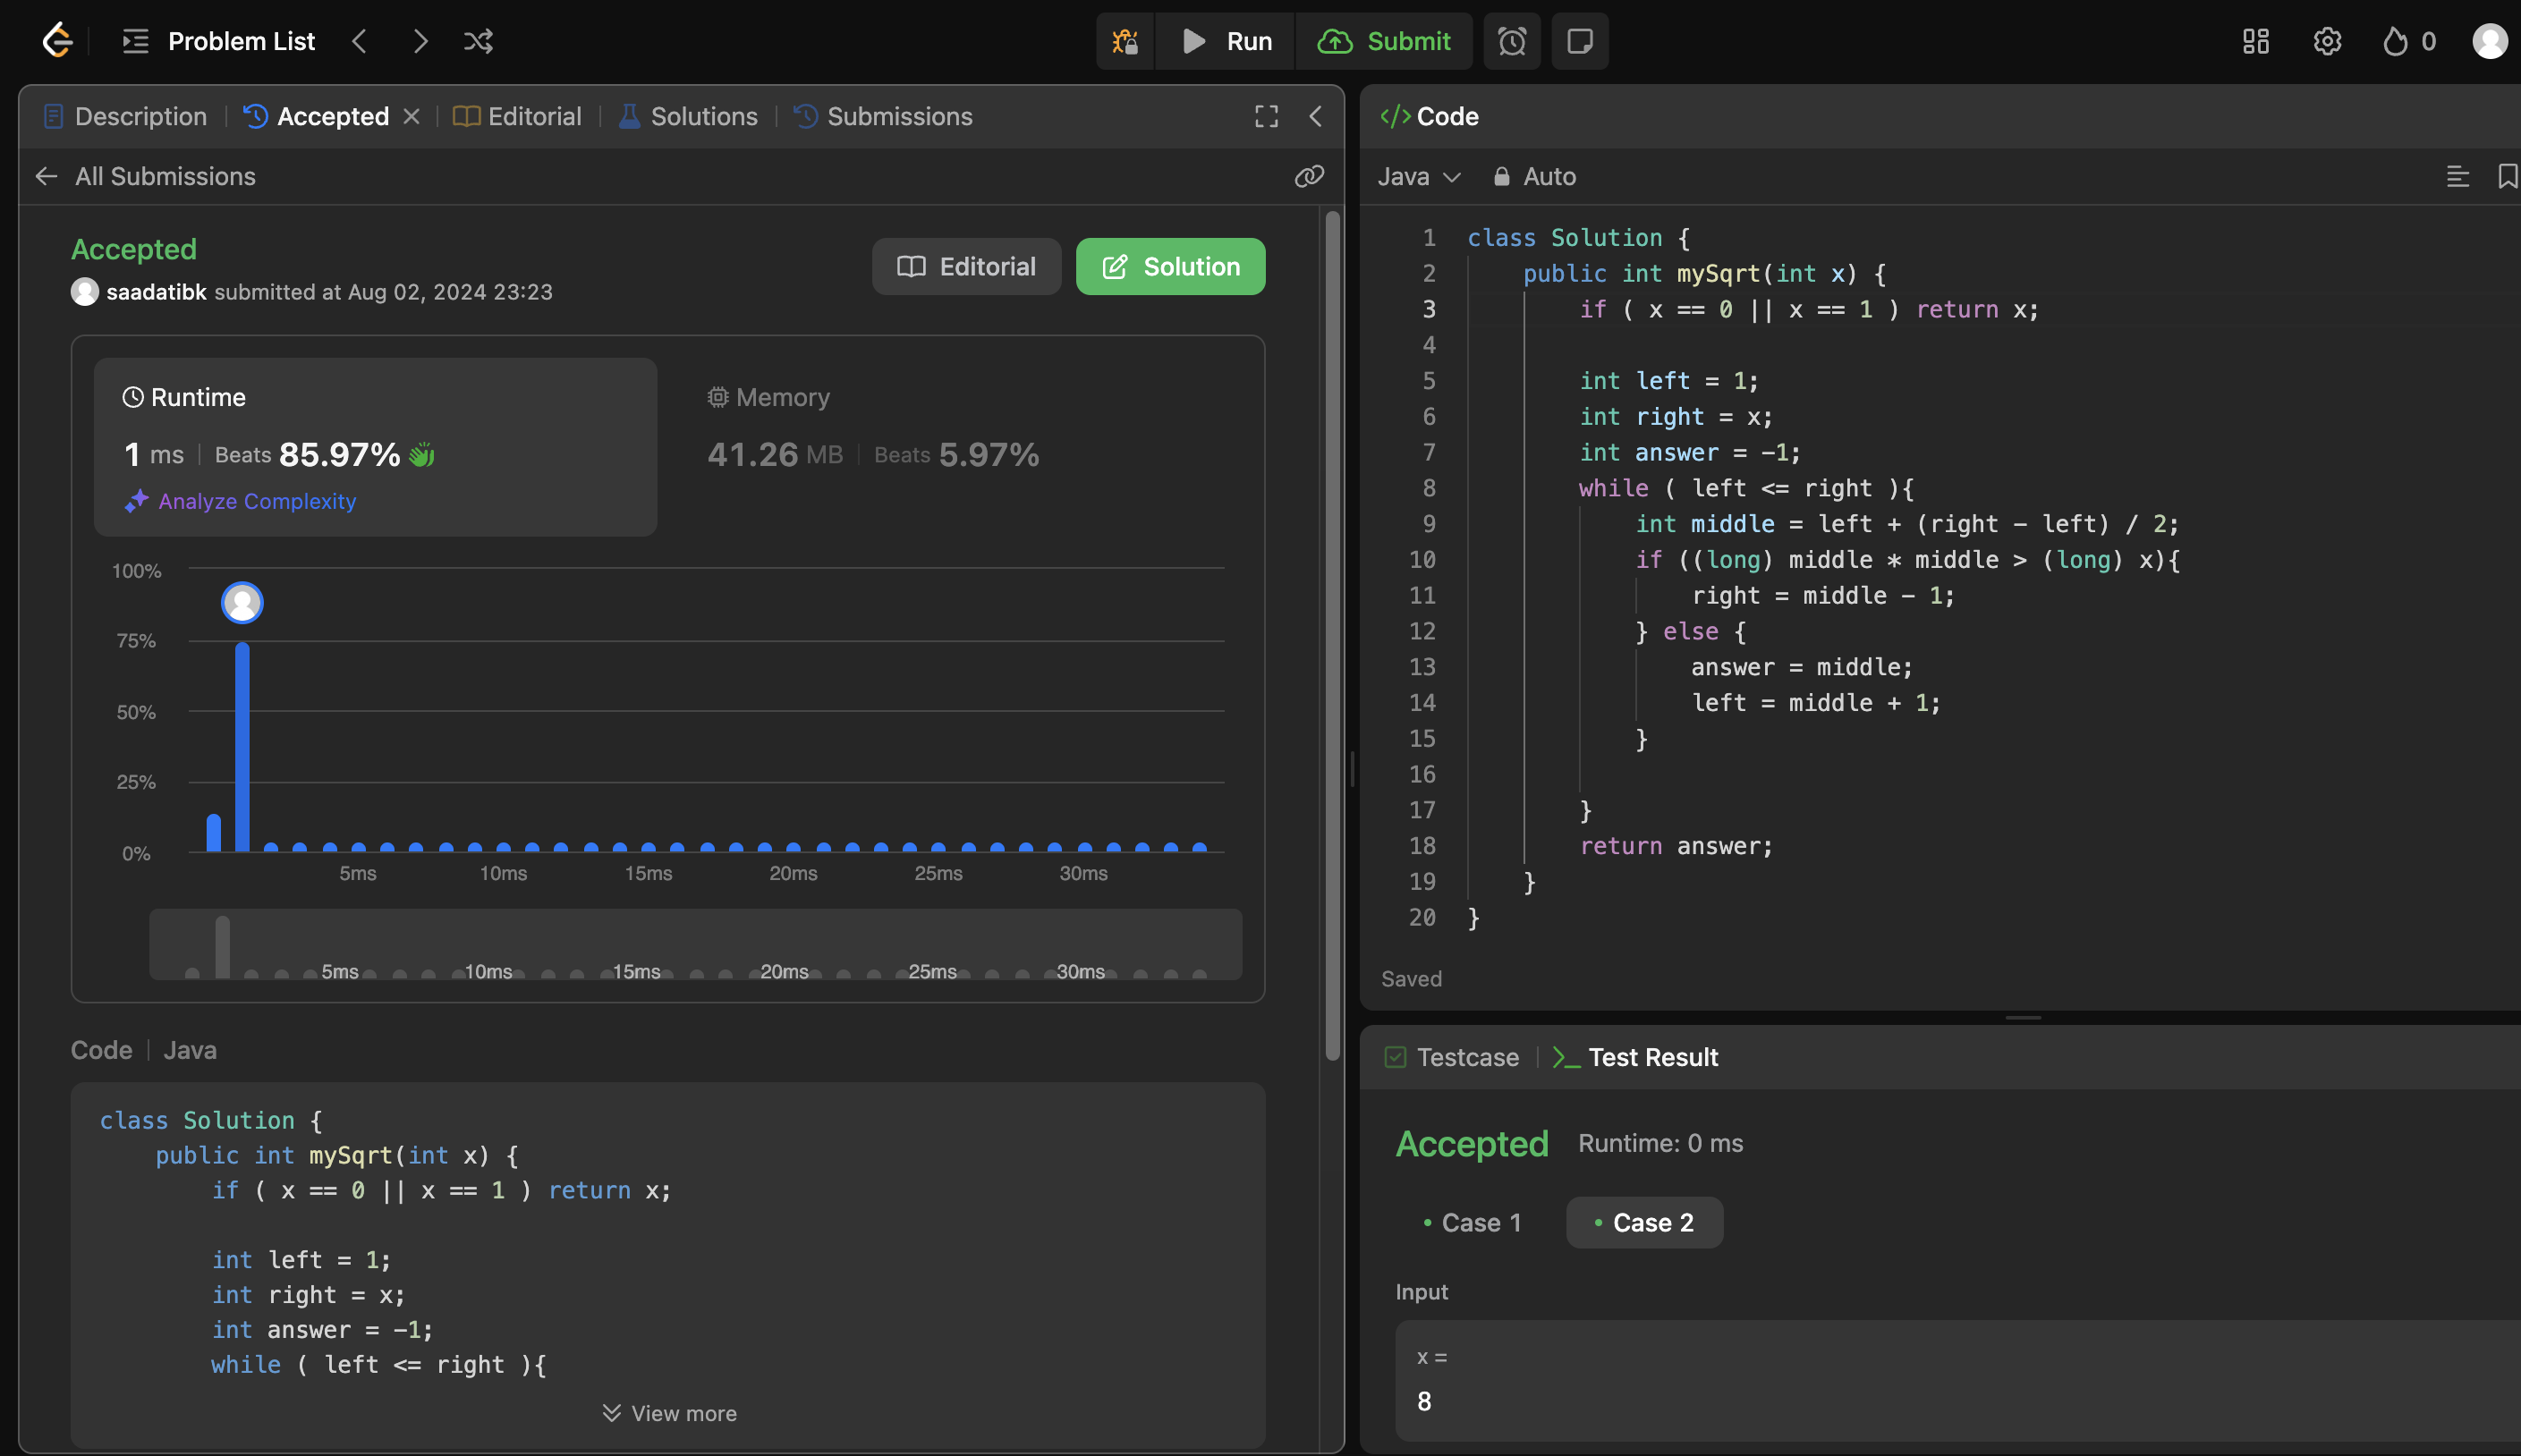 Problem List
Run
Submit
0
Description
Accepted
Editorial
Solutions
Submissions
All Submissions
Accepted
saadatibk submitted at Aug 02, 2024 23:23
Editorial
Solution
Runtime
1 ms | Beats 85.97%
Analyze Complexity
Memory
41.26 MB | Beats 5.97%
100%
75%
50%
25%
0%
5ms 10ms 15ms 20ms 25ms 30ms
5ms 10ms 15ms 20ms 25ms 30ms
Code | Java
class Solution {
    public int mySqrt(int x) {
        if ( x == 0 || x == 1 ) return x;
        int left = 1;
        int right = x;
        int answer = -1;
        while ( left <= right ){
View more
</> Code
Java
Auto
1 class Solution {
2     public int mySqrt(int x) {
3         if ( x == 0 || x == 1 ) return x;
4
5         int left = 1;
6         int right = x;
7         int answer = -1;
8         while ( left <= right ){
9             int middle = left + (right - left) / 2;
10             if ((long) middle * middle > (long) x){
11                 right = middle - 1;
12             } else {
13                 answer = middle;
14                 left = middle + 1;
15             }
16
17         }
18         return answer;
19     }
20 }
Saved
Testcase
Test Result
Accepted Runtime: 0 ms
• Case 1
• Case 2
Input
x =
8